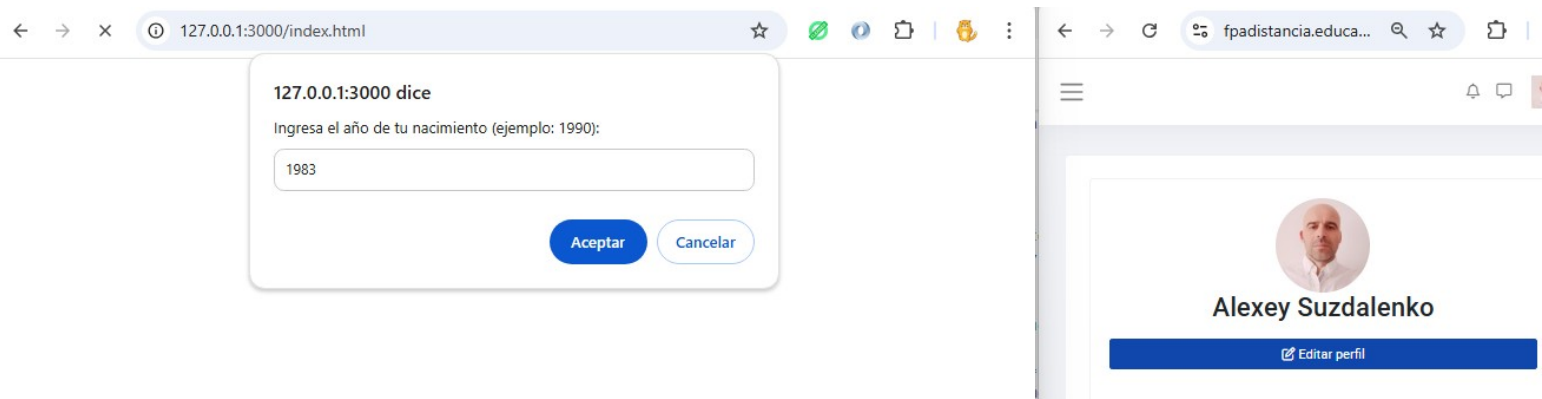 127.0.0.1:3000/index.html
127.0.0.1:3000 dice
Ingresa el año de tu nacimiento (ejemplo: 1990):
1983
Aceptar
Cancelar
fpadistancia.educa...
Alexey Suzdalenko
Editar perfil